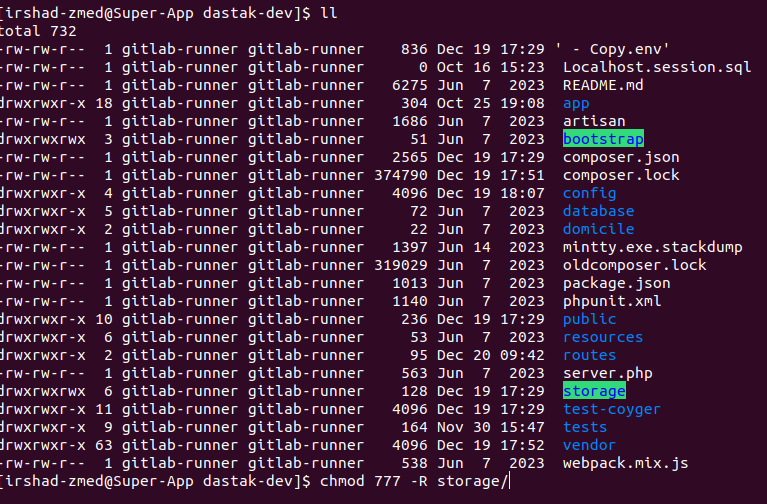 [irshad-zmed@Super-App dastak-dev]$ ll
total 732
-rw-rw-r-- 1 gitlab-runner gitlab-runner 836 Dec 19 17:29 ' - Copy.env'
-rw-rw-r-- 1 gitlab-runner gitlab-runner 0 Oct 16 15:23 Localhost.session.sql
-rw-rw-r-- 1 gitlab-runner gitlab-runner 6275 Jun 7 2023 README.md
drwxrwxr-x 18 gitlab-runner gitlab-runner 304 Oct 25 19:08 app
-rw-rw-r-- 1 gitlab-runner gitlab-runner 1686 Jun 7 2023 artisan
drwxrwxrwx 3 gitlab-runner gitlab-runner 51 Jun 7 2023 bootstrap
-rw-rw-r-- 1 gitlab-runner gitlab-runner 2565 Dec 19 17:29 composer.json
-rw-rw-r-- 1 gitlab-runner gitlab-runner 374790 Dec 19 17:51 composer.lock
drwxrwxr-x 4 gitlab-runner gitlab-runner 4096 Dec 19 18:07 config
drwxrwxr-x 5 gitlab-runner gitlab-runner 72 Jun 7 2023 database
drwxrwxr-x 2 gitlab-runner gitlab-runner 22 Jun 7 2023 domicile
-rw-rw-r-- 1 gitlab-runner gitlab-runner 1397 Jun 14 2023 mintty.exe.stackdump
-rw-rw-r-- 1 gitlab-runner gitlab-runner 319029 Jun 7 2023 oldcomposer.lock
-rw-rw-r-- 1 gitlab-runner gitlab-runner 1013 Jun 7 2023 package.json
-rw-rw-r-- 1 gitlab-runner gitlab-runner 1140 Jun 7 2023 phpunit.xml
drwxrwxr-x 10 gitlab-runner gitlab-runner 236 Dec 19 17:29 public
drwxrwxr-x 6 gitlab-runner gitlab-runner 53 Jun 7 2023 resources
drwxrwxr-x 2 gitlab-runner gitlab-runner 95 Dec 20 09:42 routes
-rw-rw-r-- 1 gitlab-runner gitlab-runner 563 Jun 7 2023 server.php
drwxrwxrwx 6 gitlab-runner gitlab-runner 128 Dec 19 17:29 storage
drwxrwxr-x 11 gitlab-runner gitlab-runner 4096 Dec 19 17:29 test-coyger
drwxrwxr-x 9 gitlab-runner gitlab-runner 164 Nov 30 15:47 tests
drwxrwxr-x 63 gitlab-runner gitlab-runner 4096 Dec 19 17:52 vendor
-rw-rw-r-- 1 gitlab-runner gitlab-runner 538 Jun 7 2023 webpack.mix.js
[irshad-zmed@Super-App dastak-dev]$ chmod 777 -R storage/